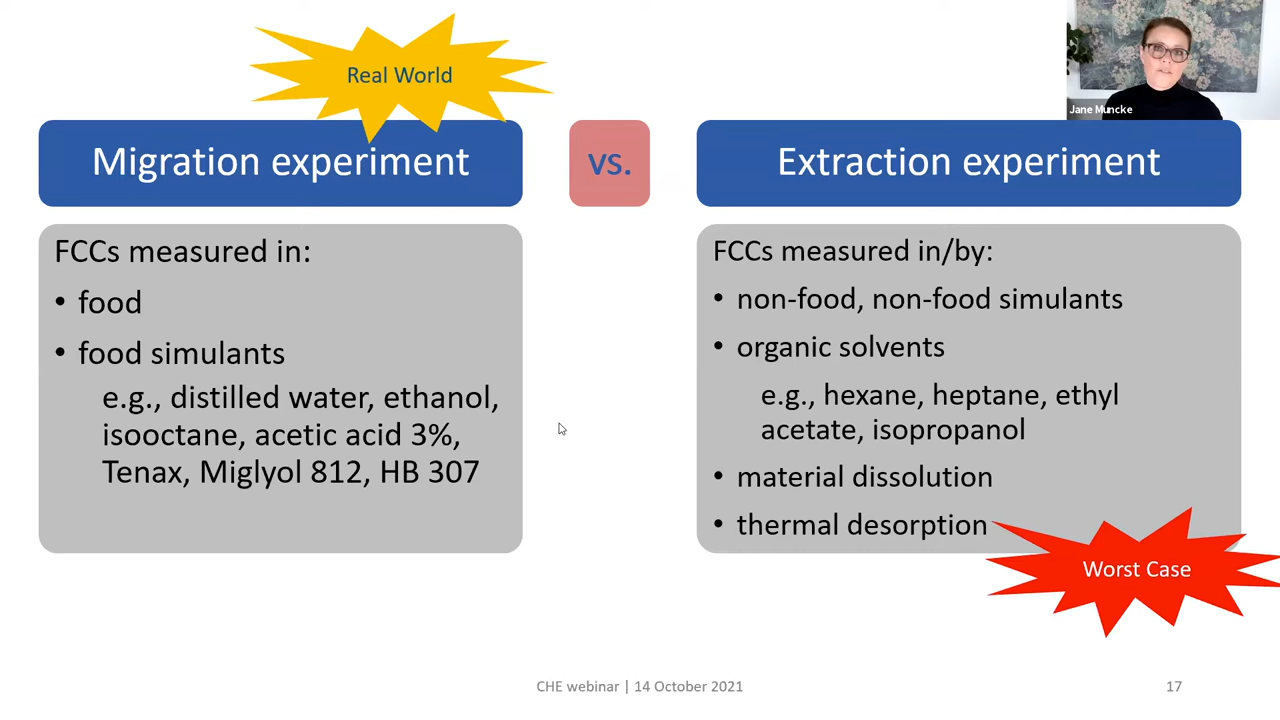 Real World
Jane Muncke
Migration experiment
vs.
Extraction experiment
FCCs measured in:
• food
• food simulants
e.g., distilled water, ethanol,
isooctane, acetic acid 3%,
Tenax, Miglyol 812, HB 307
FCCs measured in/by:
• non-food, non-food simulants
• organic solvents
e.g., hexane, heptane, ethyl
acetate, isopropanol
• material dissolution
• thermal desorption
Worst Case
CHE webinar | 14 October 2021
17